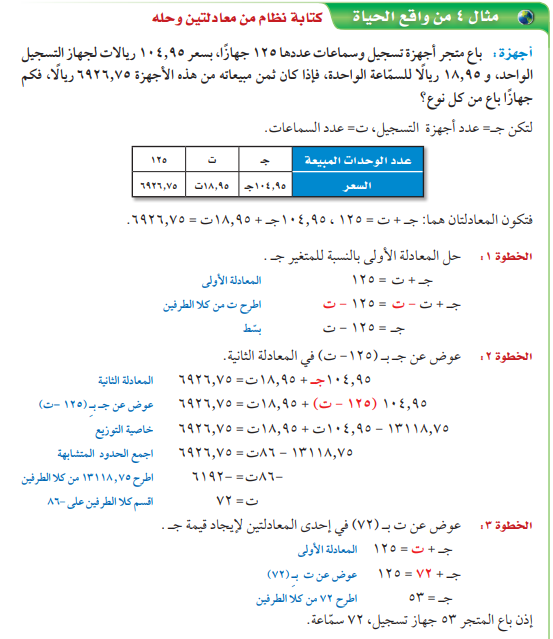 مثال ٤ من واقع الحياة كتابة نظام من معادلتين وحله
أجهزة: باع متجر أجهزة تسجيل وسماعات عددها ١٢٥ جهازًا، بسعر ١٠٤,٩٥ ريالات لجهاز التسجيل
الواحد، و ١٨,٩٥ ريالًا للسمّاعة الواحدة، فإذا كان ثمن مبيعاته من هذه الأجهزة ٦٩٢٦,٧٥ ريالًا، فكم
جهازًا باع من كل نوع؟
لتكن جـ= عدد أجهزة التسجيل، ت= عدد السماعات.
عدد الوحدات المبيعة جـ ت ١٢٥
السعر ١٠٤,٩٥جـ ١٨,٩٥ت ٦٩٢٦,٧٥
فتكون المعادلتان هما: جـ + ت = ١٢٥ ، ١٠٤,٩٥جـ + ١٨,٩٥ت = ٦٩٢٦,٧٥.
الخطوة ١: حل المعادلة الأولى بالنسبة للمتغير جـ .
جـ + ت = ١٢٥ المعادلة الأولى
جـ + ت − ت = ١٢٥ − ت اطرح ت من كلا الطرفين
جـ = ١٢٥ − ت بسّط
الخطوة ٢: عوض عن جـ بـ (١٢٥− ت) في المعادلة الثانية.
١٠٤,٩٥جـ + ١٨,٩٥ت = ٦٩٢٦,٧٥ المعادلة الثانية
١٠٤,٩٥ (١٢٥ − ت) + ١٨,٩٥ت = ٦٩٢٦,٧٥ عوض عن جـ بـِ (١٢٥ −ت)
١٣١١٨,٧٥ − ١٠٤,٩٥ت + ١٨,٩٥ت = ٦٩٢٦,٧٥ خاصية التوزيع
١٣١١٨,٧٥ − ٨٦ت = ٦٩٢٦,٧٥ اجمع الحدود المتشابهة
−٨٦ت = −٦١٩٢ اطرح ١٣١١٨,٧٥ من كلا الطرفين
ت = ٧٢ اقسم كلا الطرفين على −٨٦
الخطوة ٣: عوض عن ت بـ (٧٢) في إحدى المعادلتين لإيجاد قيمة جـ .
جـ + ت = ١٢٥ المعادلة الأولى
جـ + ٧٢ = ١٢٥ عوض عن ت بـِ (٧٢)
جـ = ٥٣ اطرح ٧٢ من كلا الطرفين
إذن باع المتجر ٥٣ جهاز تسجيل، ٧٢ سمّاعة.